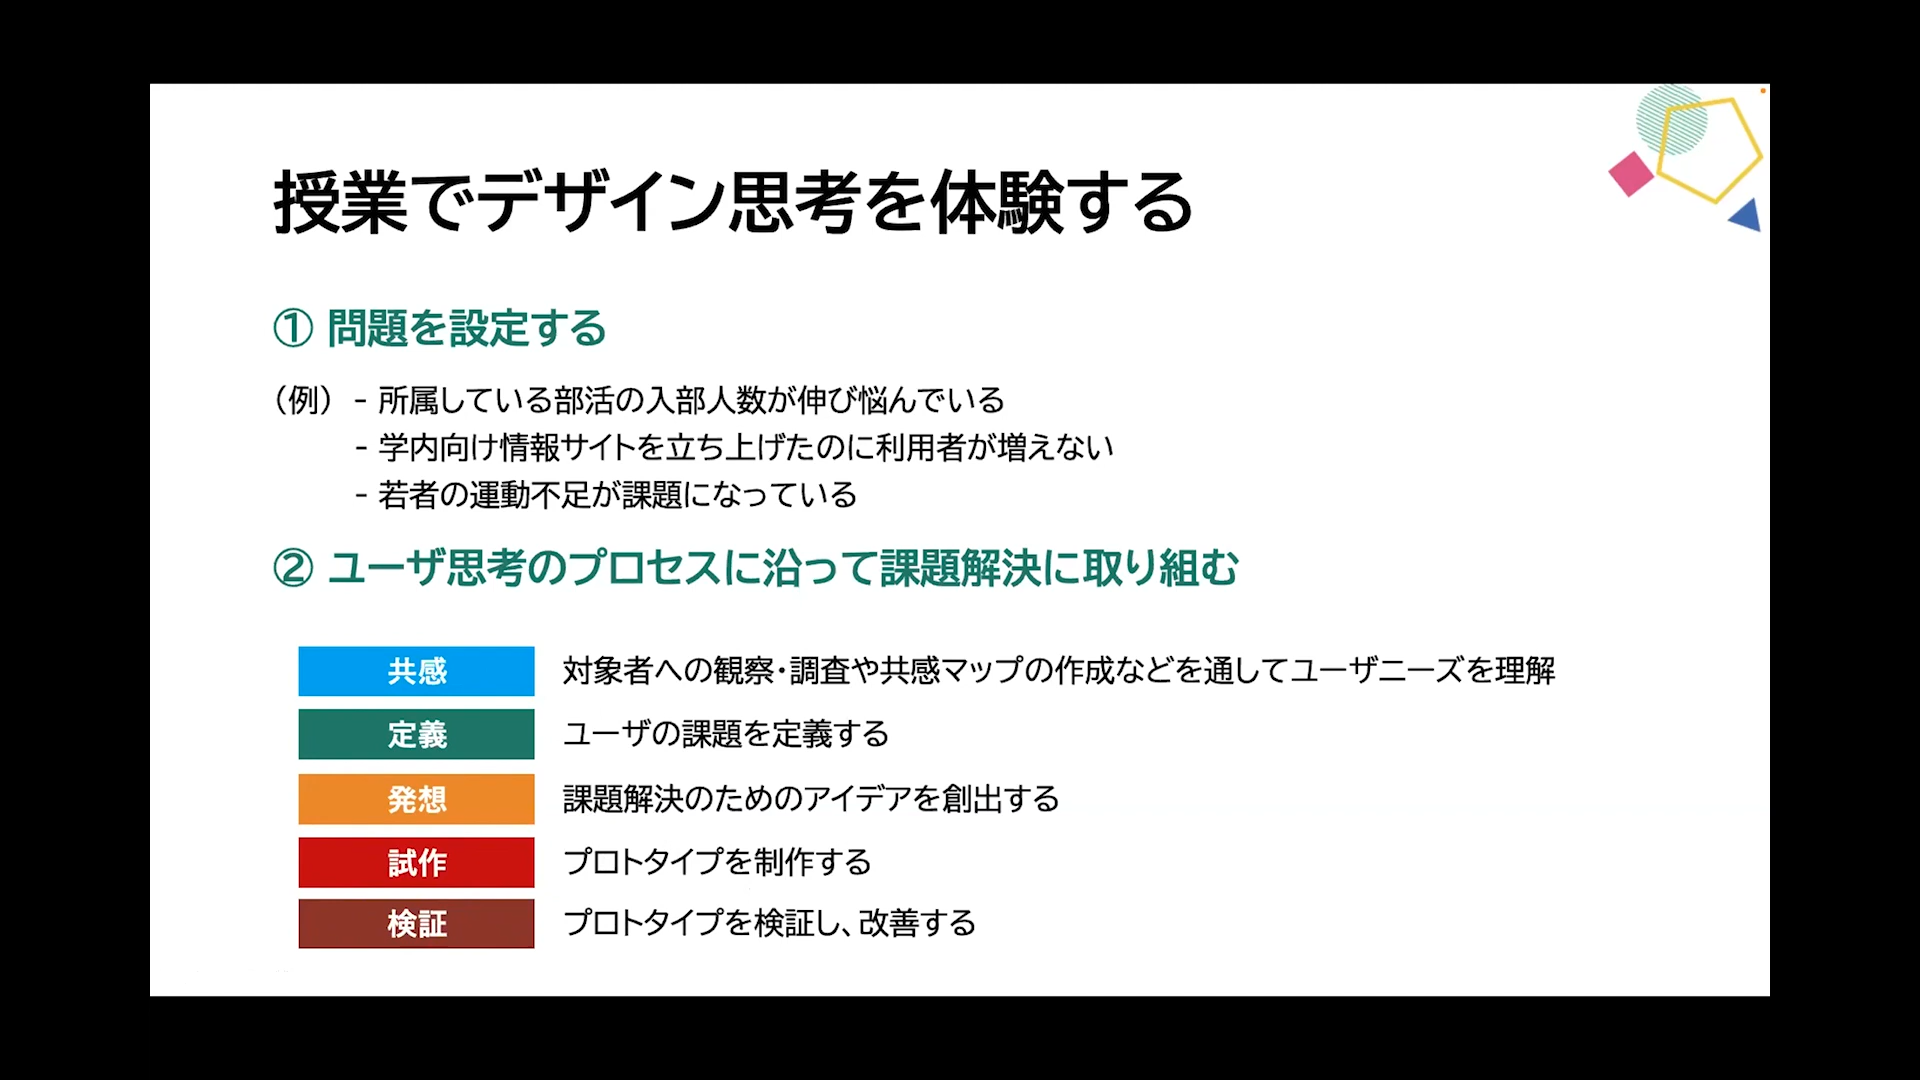 授業でデザイン思考を体験する
① 問題を設定する
（例） - 所属している部活の入部人数が伸び悩んでいる
- 学内向け情報サイトを立ち上げたのに利用者が増えない
- 若者の運動不足が課題になっている
② ユーザ思考のプロセスに沿って課題解決に取り組む
共感 対象者への観察・調査や共感マップの作成などを通してユーザニーズを理解
定義 ユーザの課題を定義する
発想 課題解決のためのアイデアを創出する
試作 プロトタイプを制作する
検証 プロトタイプを検証し、改善する